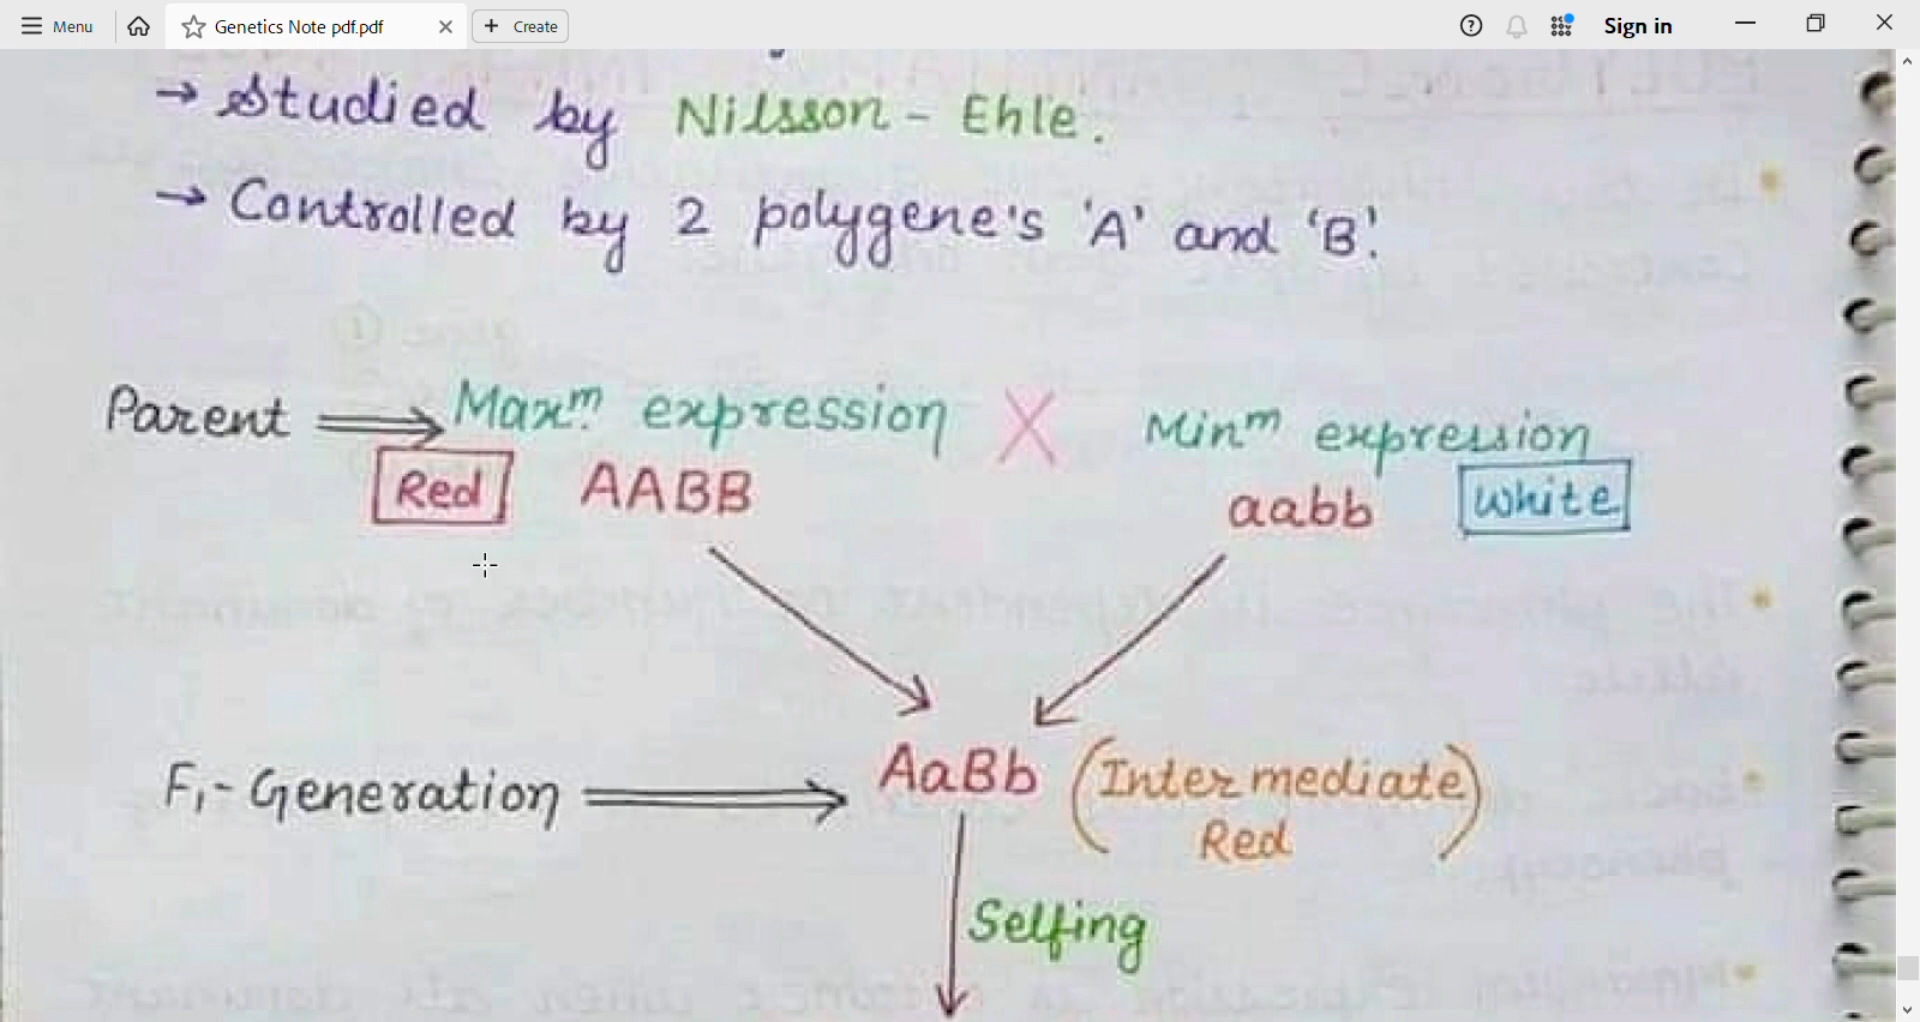 Menu
Genetics Note pdf.pdf
+ Create
Sign in
→ Studied by Nilsson - Ehle.
→ Controlled by 2 polygene's 'A' and 'B'.
Parent ⟹ Maxᵐ. expression X Minᵐ expression
Red AABB aabb White
F₁ - Generation ⟹ AaBb (Intermediate
Red)
Selfing